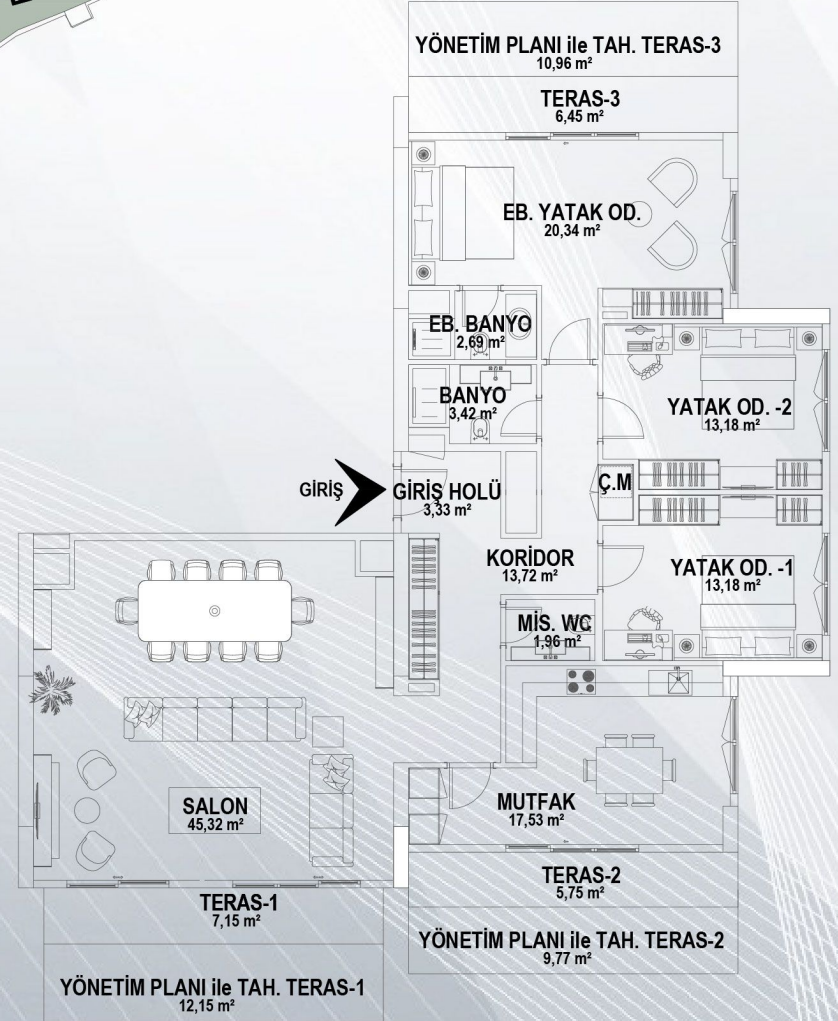 YÖNETİM PLANI ile TAH. TERAS-3
10,96 m²
TERAS-3
6,45 m²
EB. YATAK OD.
20,34 m²
EB. BANYO
2,69 m²
BANYO
3,42 m²
YATAK OD. -2
13,18 m²
GİRİŞ
GİRİŞ HOLÜ
3,33 m²
Ç.M
KORİDOR
13,72 m²
YATAK OD. -1
13,18 m²
MİS. WC
1,96 m²
SALON
45,32 m²
MUTFAK
17,53 m²
TERAS-2
5,75 m²
TERAS-1
7,15 m²
YÖNETİM PLANI ile TAH. TERAS-2
9,77 m²
YÖNETİM PLANI ile TAH. TERAS-1
12,15 m²